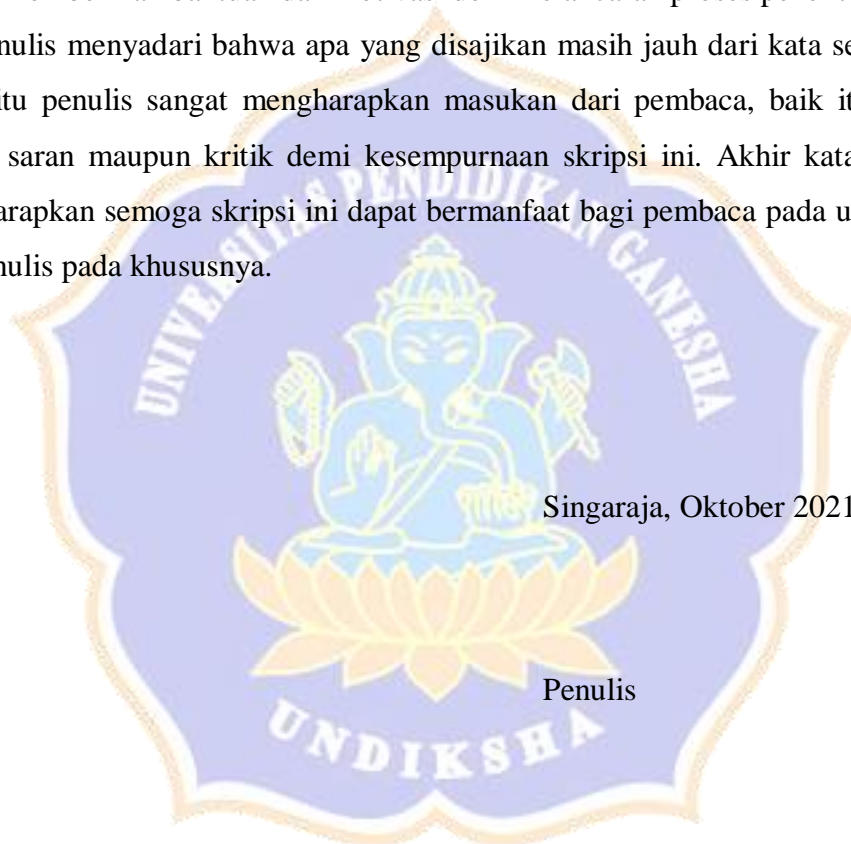 nulis menyadari bahwa apa yang disajikan masih jauh dari kata se
itu penulis sangat mengharapkan masukan dari pembaca, baik it
saran maupun kritik demi kesempurnaan skripsi ini. Akhir kata
arapkan semoga skripsi ini dapat bermanfaat bagi pembaca pada u
nulis pada khususnya.
UNIVERSITAS PENDIDIKAN GANESHA
Singaraja, Oktober 2021
Penulis
UNDIKSHA